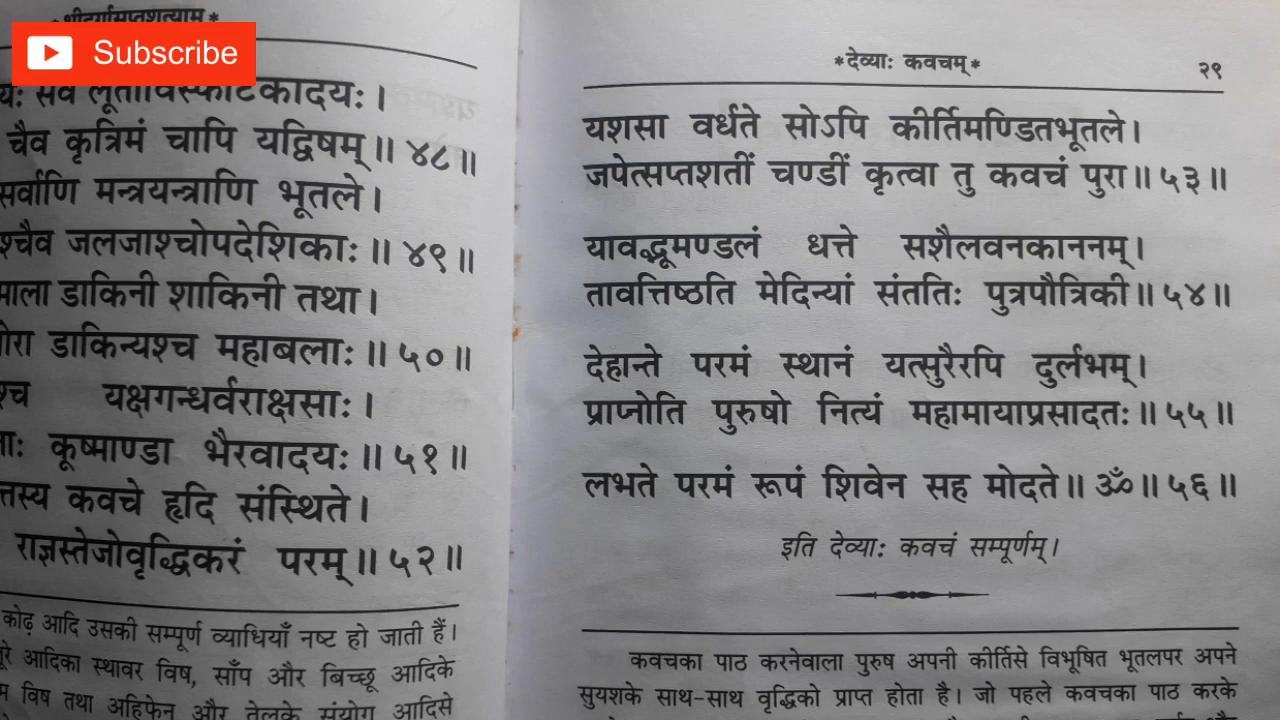 Subscribe
लूताविस्फोटकादयः।
चैव कृत्रिमं चापि यद्विषम्॥ ४८॥
सर्वाणि मन्त्रयन्त्राणि भूतले।
जलजाश्चोपदेशिकाः॥ ४९॥
डाकिनी शाकिनी तथा।
डाकिन्यश्च महाबलाः॥ ५०॥
यक्षगन्धर्वराक्षसाः।
कूष्माण्डा भैरवादयः॥ ५१॥
कवचे हृदि संस्थिते।
राज्ञस्तेजोवृद्धिकरं परम्॥ ५२॥
कोढ़ आदि उसकी सम्पूर्ण व्याधियाँ नष्ट हो जाती हैं।
आदिका स्थावर विष, साँप और बिच्छू आदिके
विष तथा अहिफेन और तेलके संयोग आदिसे
*देव्याः कवचम्*
२९
यशसा वर्धते सोऽपि कीर्तिमण्डितभूतले।
जपेत्सप्तशतीं चण्डीं कृत्वा तु कवचं पुरा॥ ५३॥
यावद्भूमण्डलं धत्ते सशैलवनकाननम्।
तावत्तिष्ठति मेदिन्यां संततिः पुत्रपौत्रिकी॥ ५४॥
देहान्ते परमं स्थानं यत्सुरैरपि दुर्लभम्।
प्राप्नोति पुरुषो नित्यं महामायाप्रसादतः॥ ५५॥
लभते परमं रूपं शिवेन सह मोदते॥ ॐ॥ ५६॥
इति देव्याः कवचं सम्पूर्णम्।
कवचका पाठ करनेवाला पुरुष अपनी कीर्तिसे विभूषित भूतलपर अपने
सुयशके साथ-साथ वृद्धिको प्राप्त होता है। जो पहले कवचका पाठ करके